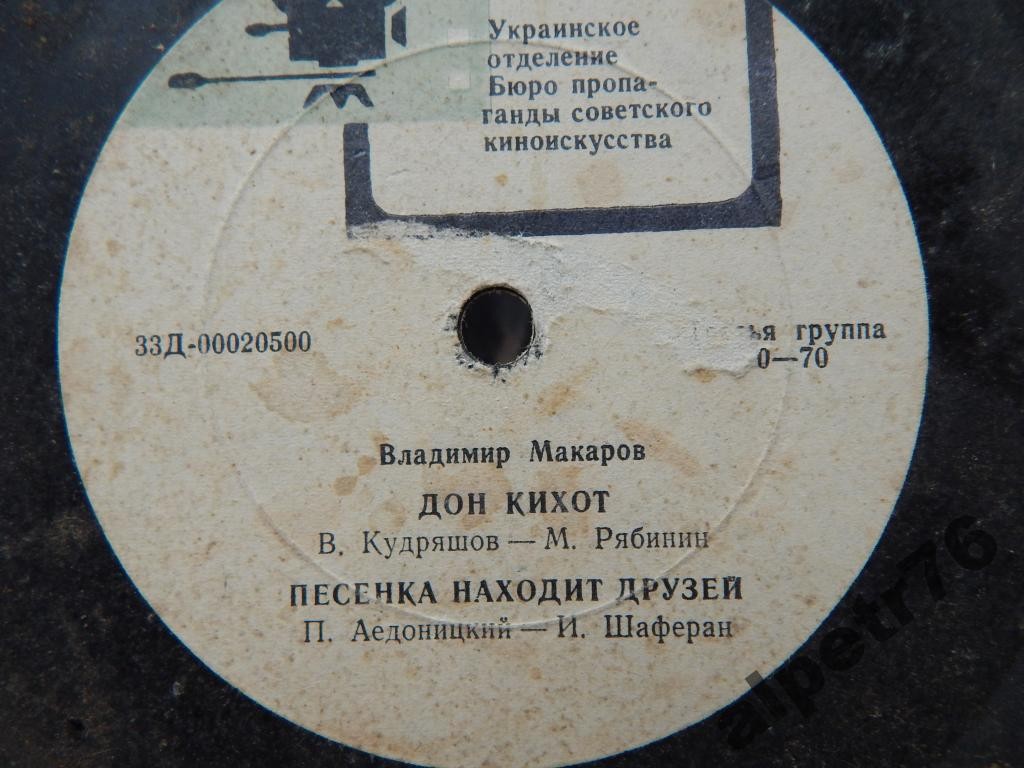 Украинское
отделение
Бюро пропа-
ганды советского
киноискусства
33Д-00020500
группа
0—70
Владимир Макаров
ДОН КИХОТ
В. Кудряшов — М. Рябинин
ПЕСЕНКА НАХОДИТ ДРУЗЕЙ
П. Аедоницкий — И. Шаферан
alpetr76